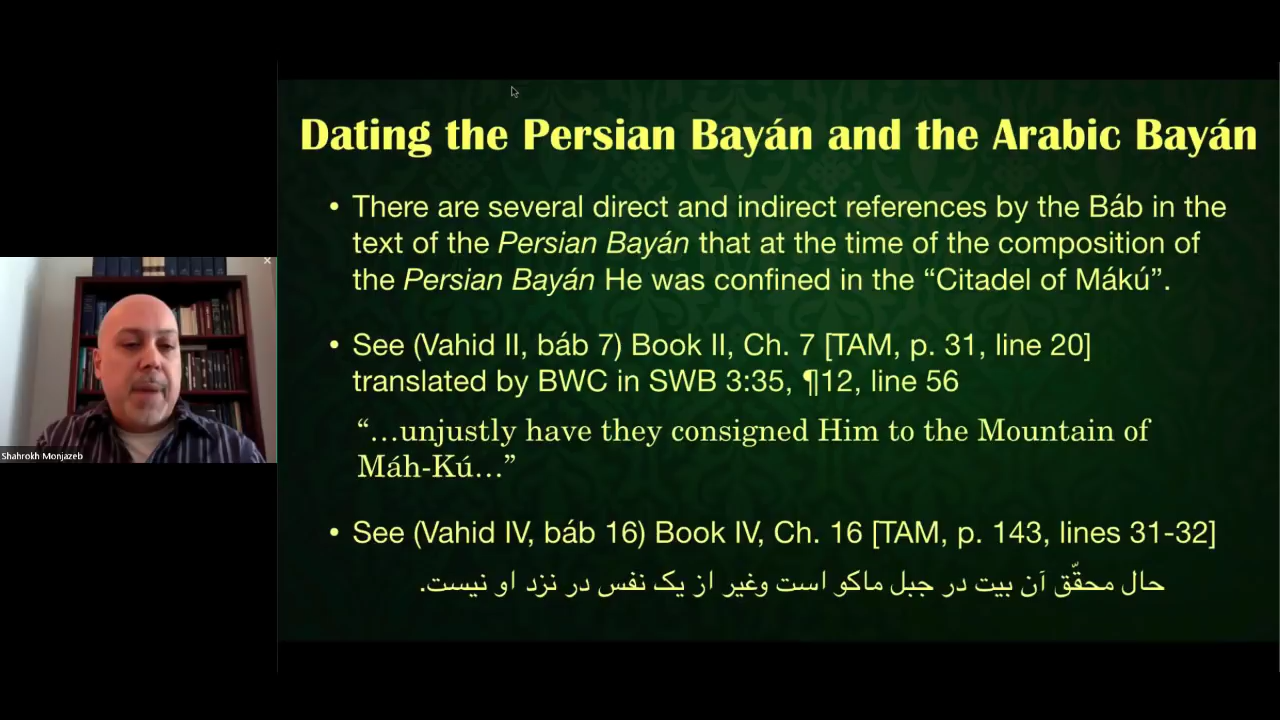 Dating the Persian Bayán and the Arabic Bayán
• There are several direct and indirect references by the Báb in the
text of the Persian Bayán that at the time of the composition of
the Persian Bayán He was confined in the “Citadel of Mákú”.
• See (Vahid II, báb 7) Book II, Ch. 7 [TAM, p. 31, line 20]
translated by BWC in SWB 3:35, ¶12, line 56
“…unjustly have they consigned Him to the Mountain of
Máh-Kú…”
• See (Vahid IV, báb 16) Book IV, Ch. 16 [TAM, p. 143, lines 31-32]
حال محقّق آن بیت در جبل ماکو است وغیر از یک نفس در نزد او نیست.
Shahrokh Monjazeb